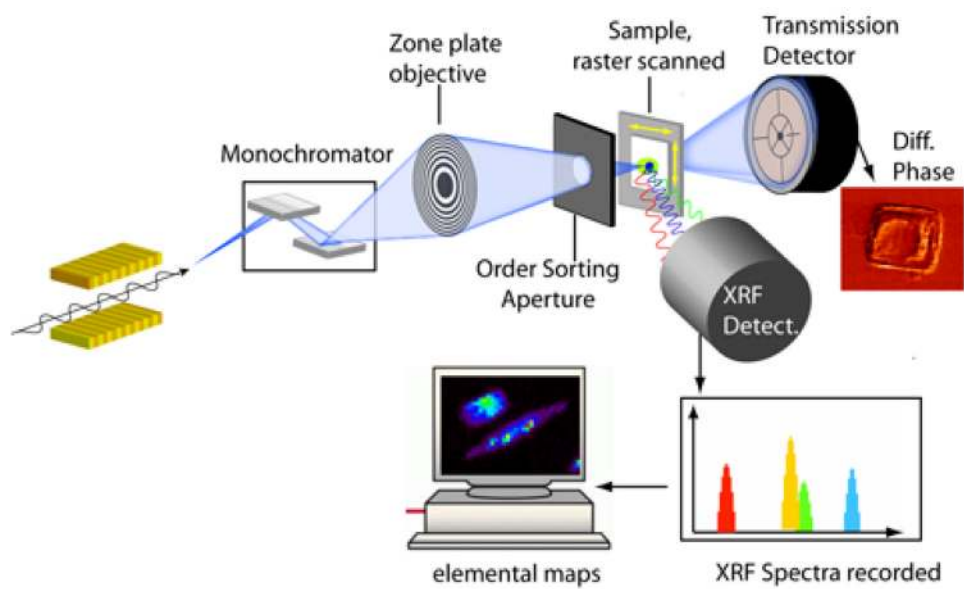 Zone plate
objective
Sample,
raster scanned
Transmission
Detector
Monochromator
Diff.
Phase
Order Sorting
Aperture
XRF
Detect.
elemental maps
XRF Spectra recorded